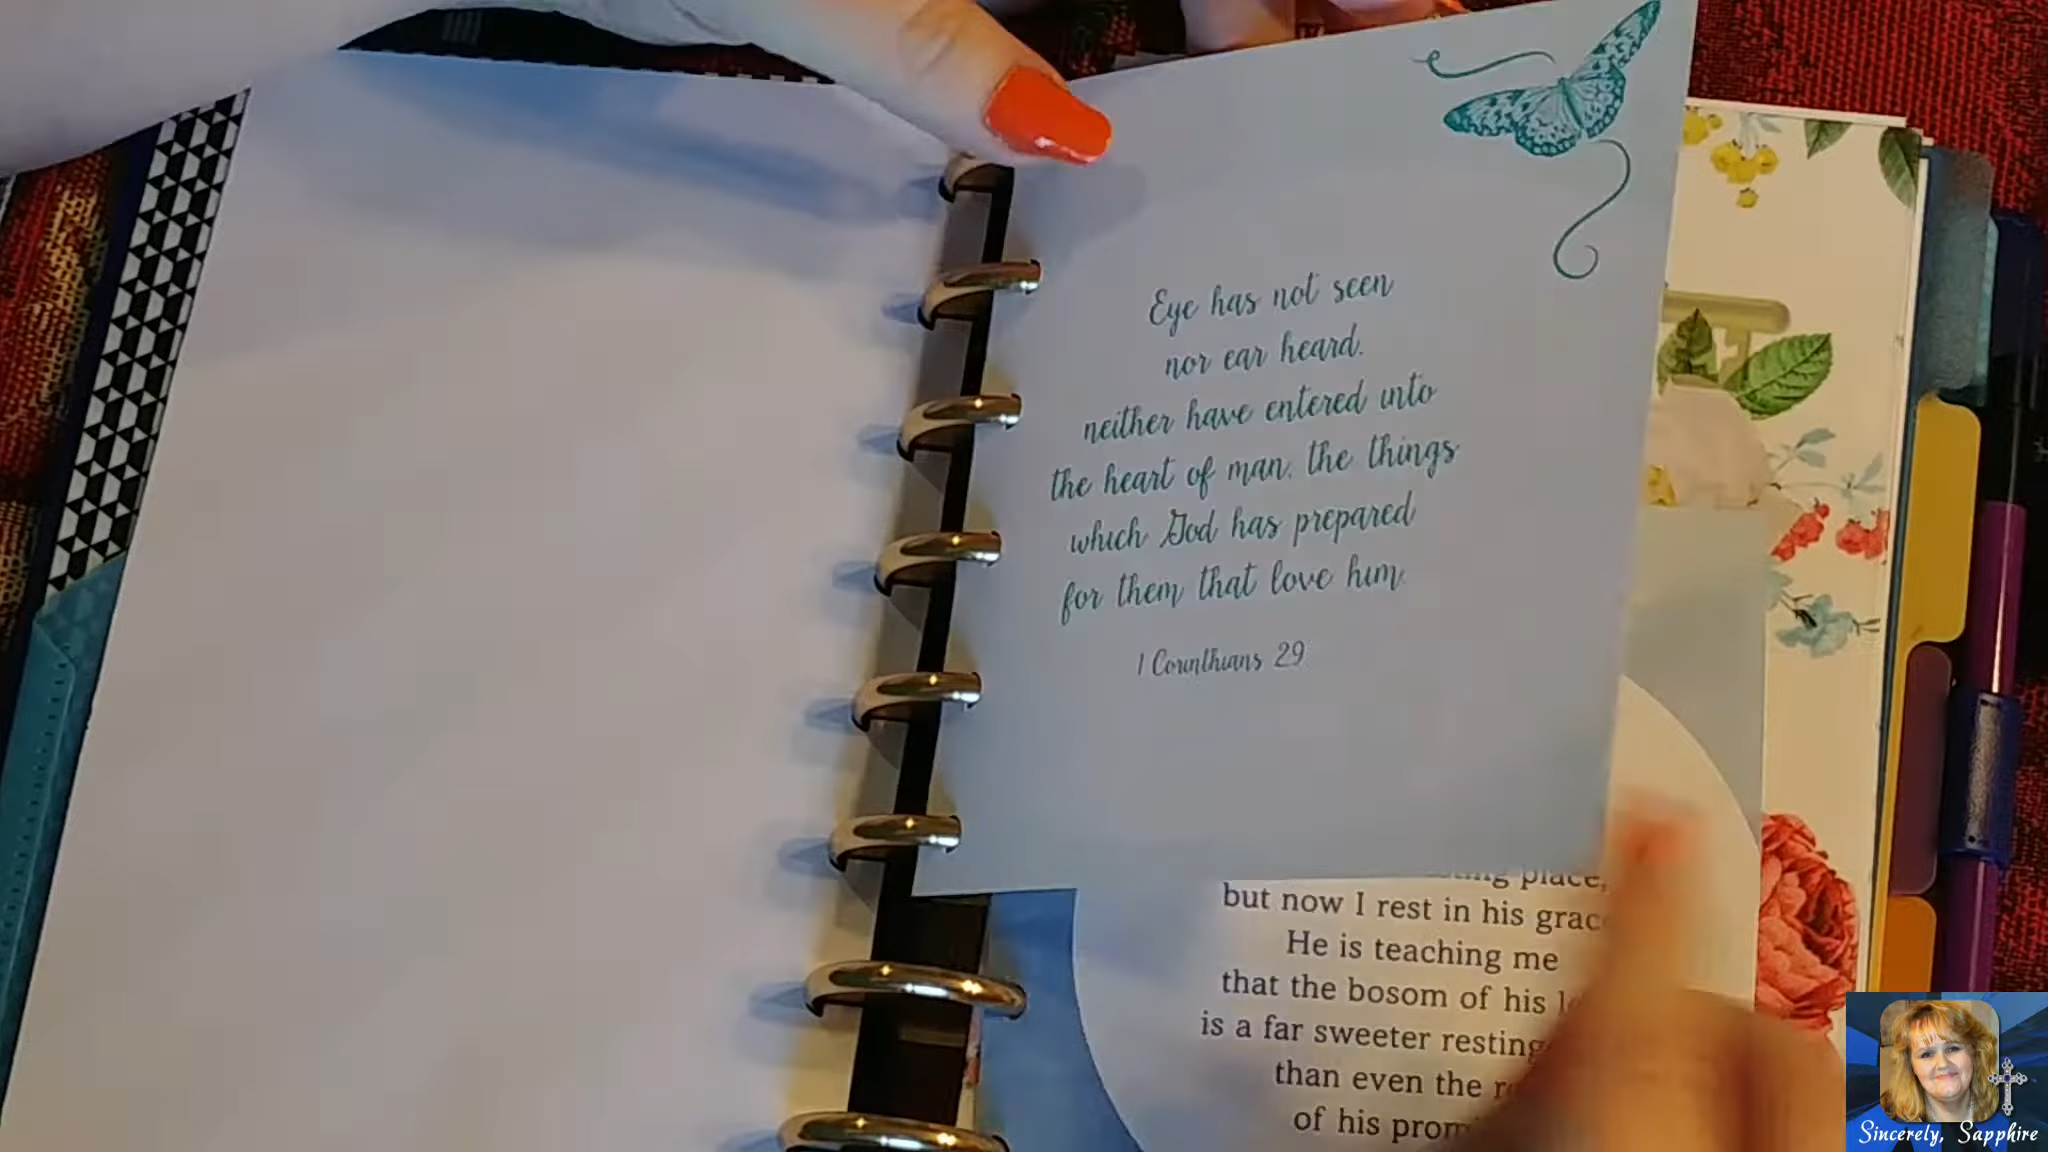 Eye has not seen
nor ear heard.
neither have entered into
the heart of man, the things
which God has prepared
for them that love him.
1 Corinthians 2:9
place,
but now I rest in his
He is teaching me
that the bosom of his
is a far sweeter resting
than even the
of his
Sincerely, Sapphire